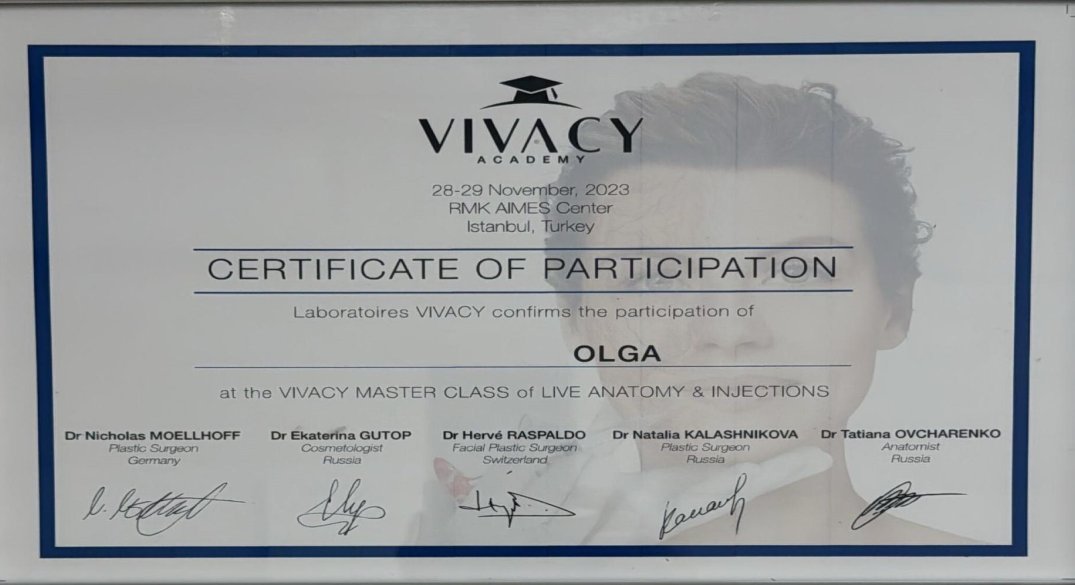 VIVACY
ACADEMY
28-29 November, 2023
RMK AIMES Center
Istanbul, Turkey
CERTIFICATE OF PARTICIPATION
Laboratoires VIVACY confirms the participation of
OLGA
at the VIVACY MASTER CLASS of LIVE ANATOMY & INJECTIONS
Dr Nicholas MOELLHOFF
Plastic Surgeon
Germany
Dr Ekaterina GUTOP
Cosmetologist
Russia
Dr Hervé RASPALDO
Facial Plastic Surgeon
Switzerland
Dr Natalia KALASHNIKOVA
Plastic Surgeon
Russia
Dr Tatiana OVCHARENKO
Anatomist
Russia